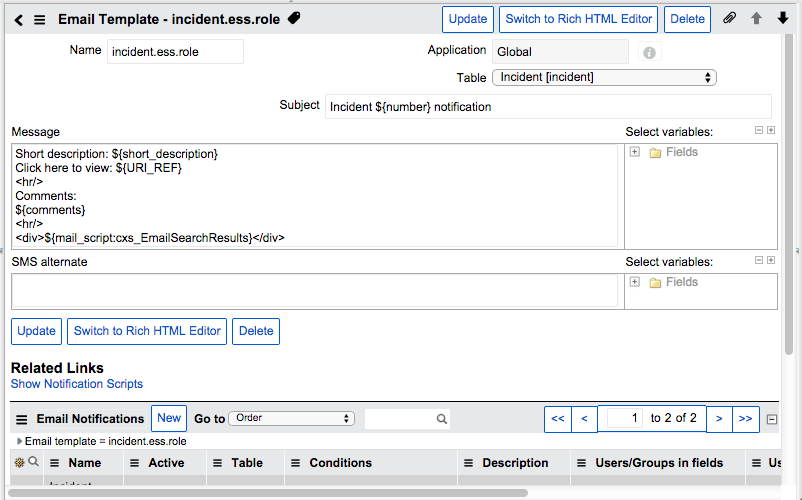 Email Template - incident.ess.role
Update
Switch to Rich HTML Editor
Delete
Name
incident.ess.role
Application
Global
Table
Incident [incident]
Subject
Incident ${number} notification
Message
Select variables:
Short description: ${short_description}
Click here to view: ${URI_REF}
<hr/>
Comments:
${comments}
<hr/>
<div>${mail_script:cxs_EmailSearchResults}</div>
Fields
SMS alternate
Select variables:
Fields
Update
Switch to Rich HTML Editor
Delete
Related Links
Show Notification Scripts
Email Notifications
New
Go to
Order
<<
<
1 to 2 of 2
>
>>
Email template = incident.ess.role
Name
Active
Table
Conditions
Description
Users/Groups in fields
Us